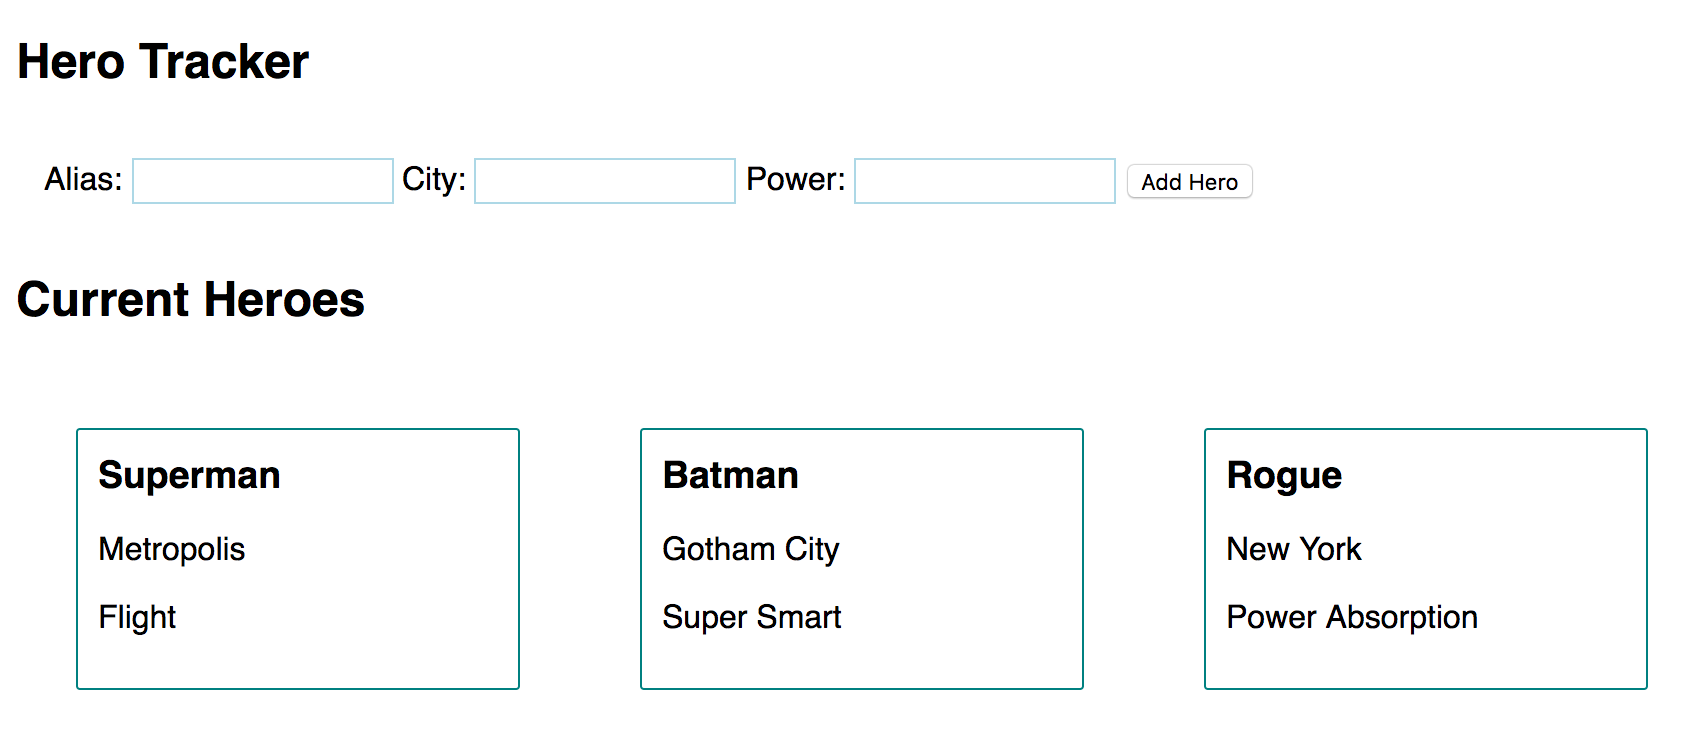 Hero Tracker
Alias: City: Power: Add Hero
Current Heroes
Superman
Metropolis
Flight
Batman
Gotham City
Super Smart
Rogue
New York
Power Absorption